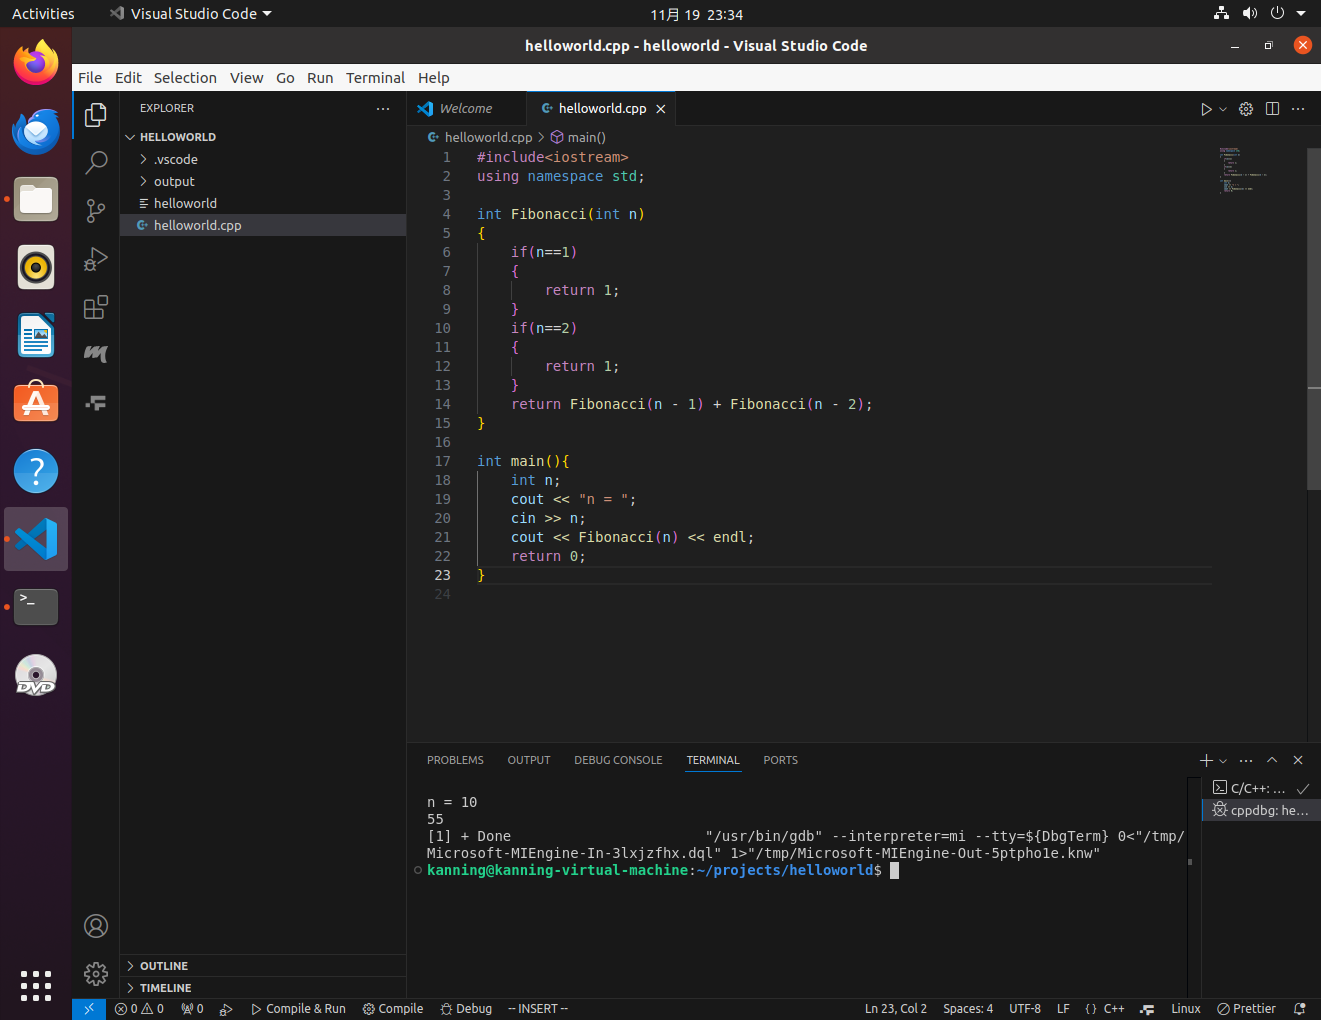 Activities
Visual Studio Code
11月 19 23:34
helloworld.cpp - helloworld - Visual Studio Code
File Edit Selection View Go Run Terminal Help
EXPLORER
HELLOWORLD
.vscode
output
helloworld
helloworld.cpp
OUTLINE
TIMELINE
Welcome
helloworld.cpp
helloworld.cpp > main()
1 #include<iostream>
2 using namespace std;
3
4 int Fibonacci(int n)
5 {
6 if(n==1)
7 {
8 return 1;
9 }
10 if(n==2)
11 {
12 return 1;
13 }
14 return Fibonacci(n - 1) + Fibonacci(n - 2);
15 }
16
17 int main(){
18 int n;
19 cout << "n = ";
20 cin >> n;
21 cout << Fibonacci(n) << endl;
22 return 0;
23 }
24
PROBLEMS OUTPUT DEBUG CONSOLE TERMINAL PORTS
n = 10
55
[1] + Done "/usr/bin/gdb" --interpreter=mi --tty=${DbgTerm} 0<"/tmp/
Microsoft-MIEngine-In-3lxjzfhx.dql" 1>"/tmp/Microsoft-MIEngine-Out-5ptpho1e.knw"
kanning@kanning-virtual-machine:~/projects/helloworld$
C/C++: ...
cppdbg: he...
DVD
0 0 0 Compile & Run Compile Debug -- INSERT -- Ln 23, Col 2 Spaces: 4 UTF-8 LF {} C++ Linux Prettier